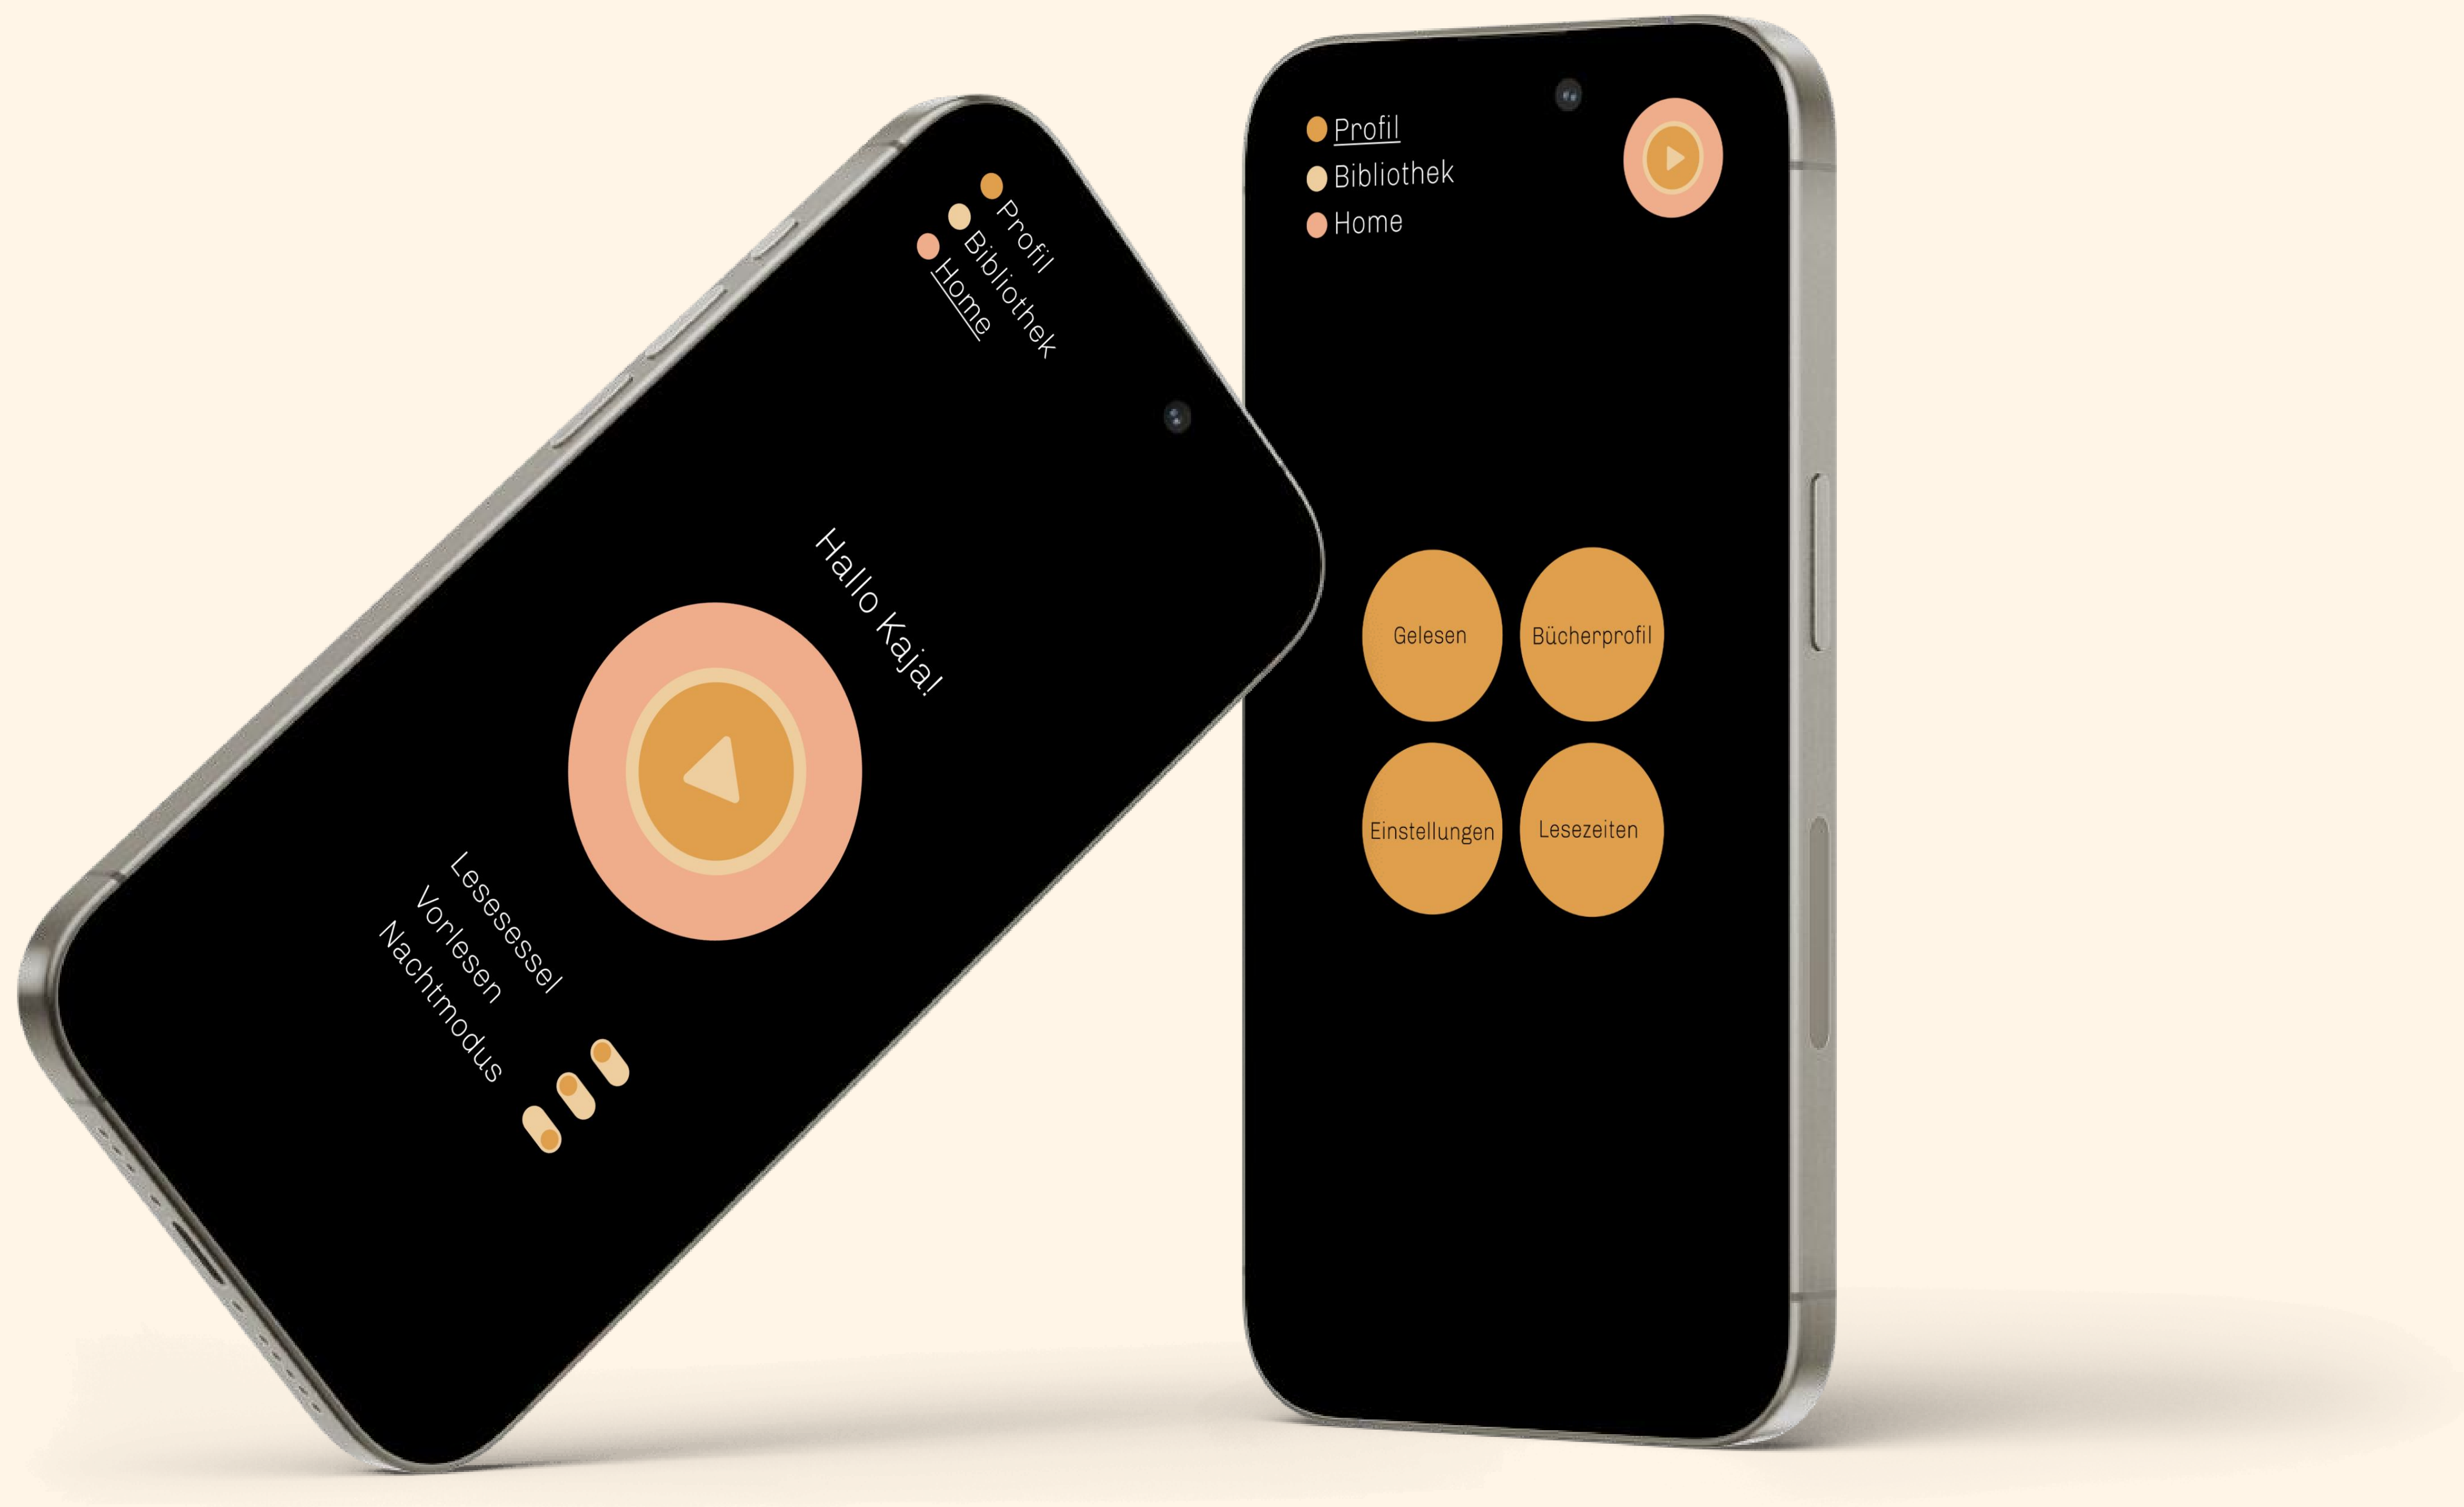 Profil
Bibliothek
Home
Hallo Kaja!
Lesesessel
Vorlesen
Nachtmodus
Profil
Bibliothek
Home
Gelesen
Bücherprofil
Einstellungen
Lesezeiten